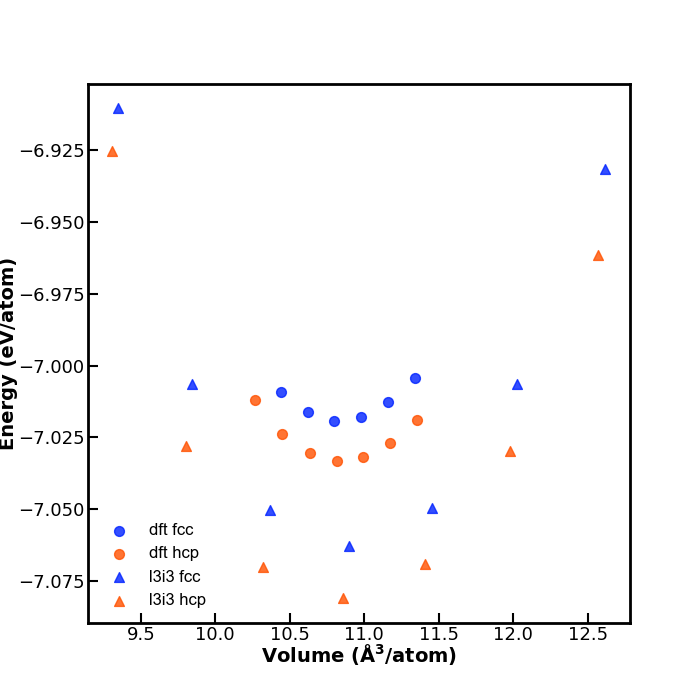 −6.925
−6.950
−6.975
−7.000
−7.025
−7.050
−7.075
Energy (eV/atom)
dft fcc
dft hcp
l3i3 fcc
l3i3 hcp
9.5 10.0 10.5 11.0 11.5 12.0 12.5
Volume (Å³/atom)